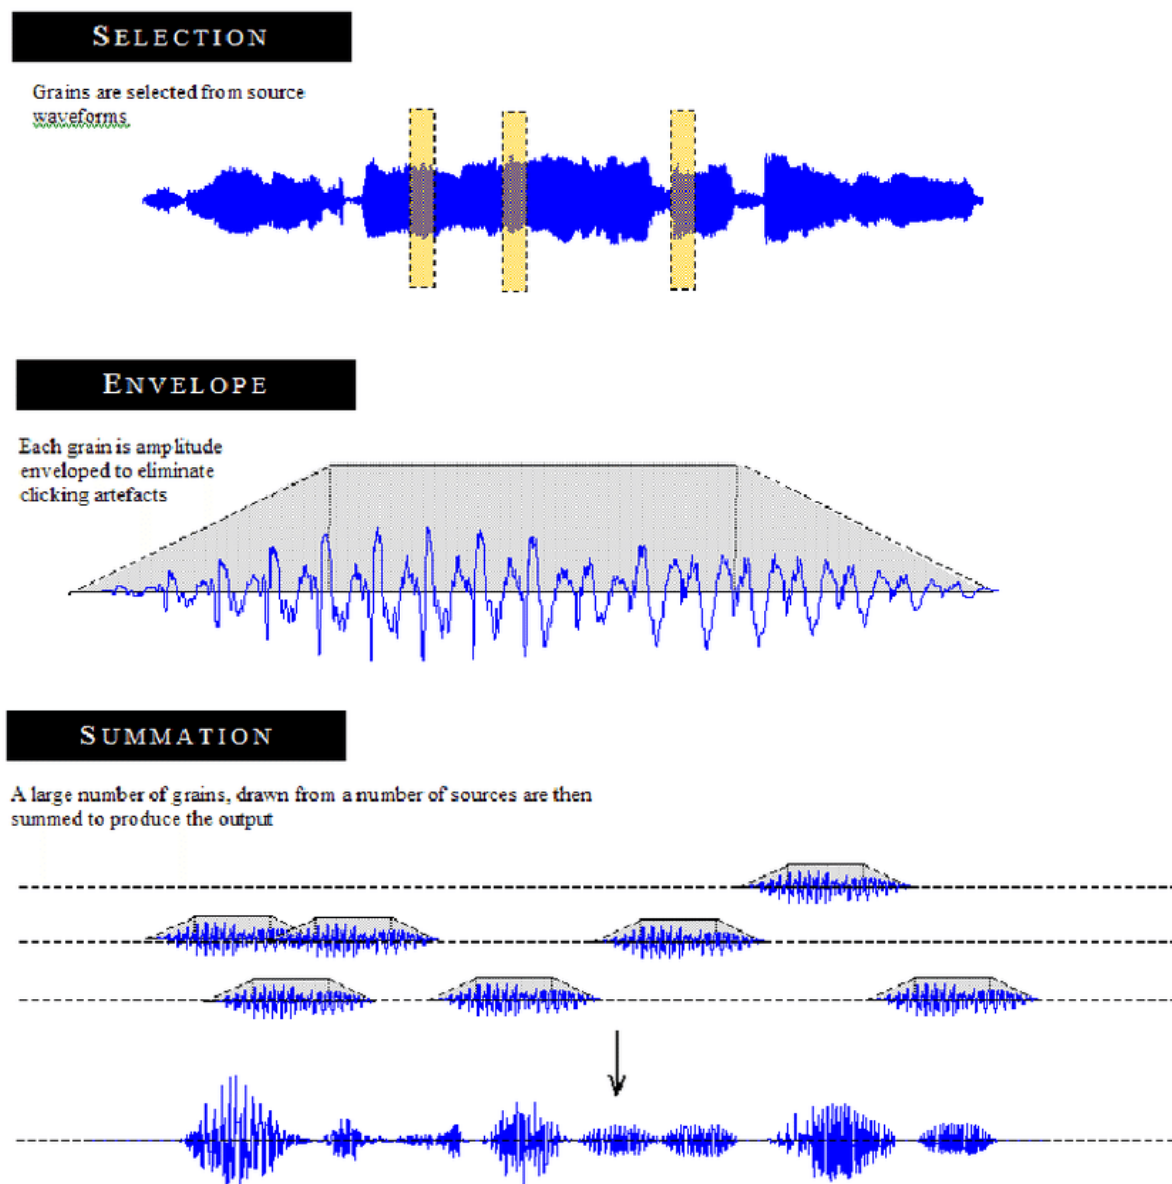 SELECTION
Grains are selected from source
waveforms
ENVELOPE
Each grain is amplitude
enveloped to eliminate
clicking artefacts
SUMMATION
A large number of grains, drawn from a number of sources are then
summed to produce the output